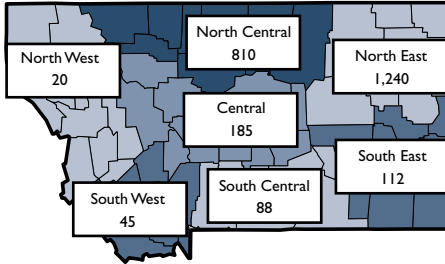 North West
20
North Central
810
North East
1,240
Central
185
South West
45
South Central
88
South East
112